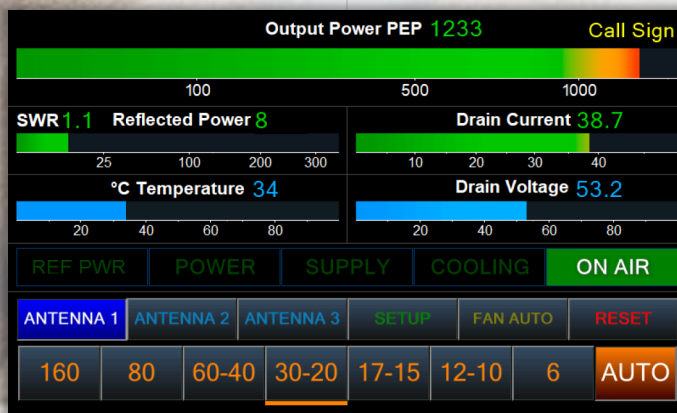 Output Power PEP 1233 Call Sign
100 500 1000
SWR 1.1 Reflected Power 8 Drain Current 38.7
25 100 200 300 10 20 30 40
°C Temperature 34 Drain Voltage 53.2
20 40 60 80 20 40 60 80
REF PWR POWER SUPPLY COOLING ON AIR
ANTENNA 1 ANTENNA 2 ANTENNA 3 SETUP FAN AUTO RESET
160 80 60-40 30-20 17-15 12-10 6 AUTO